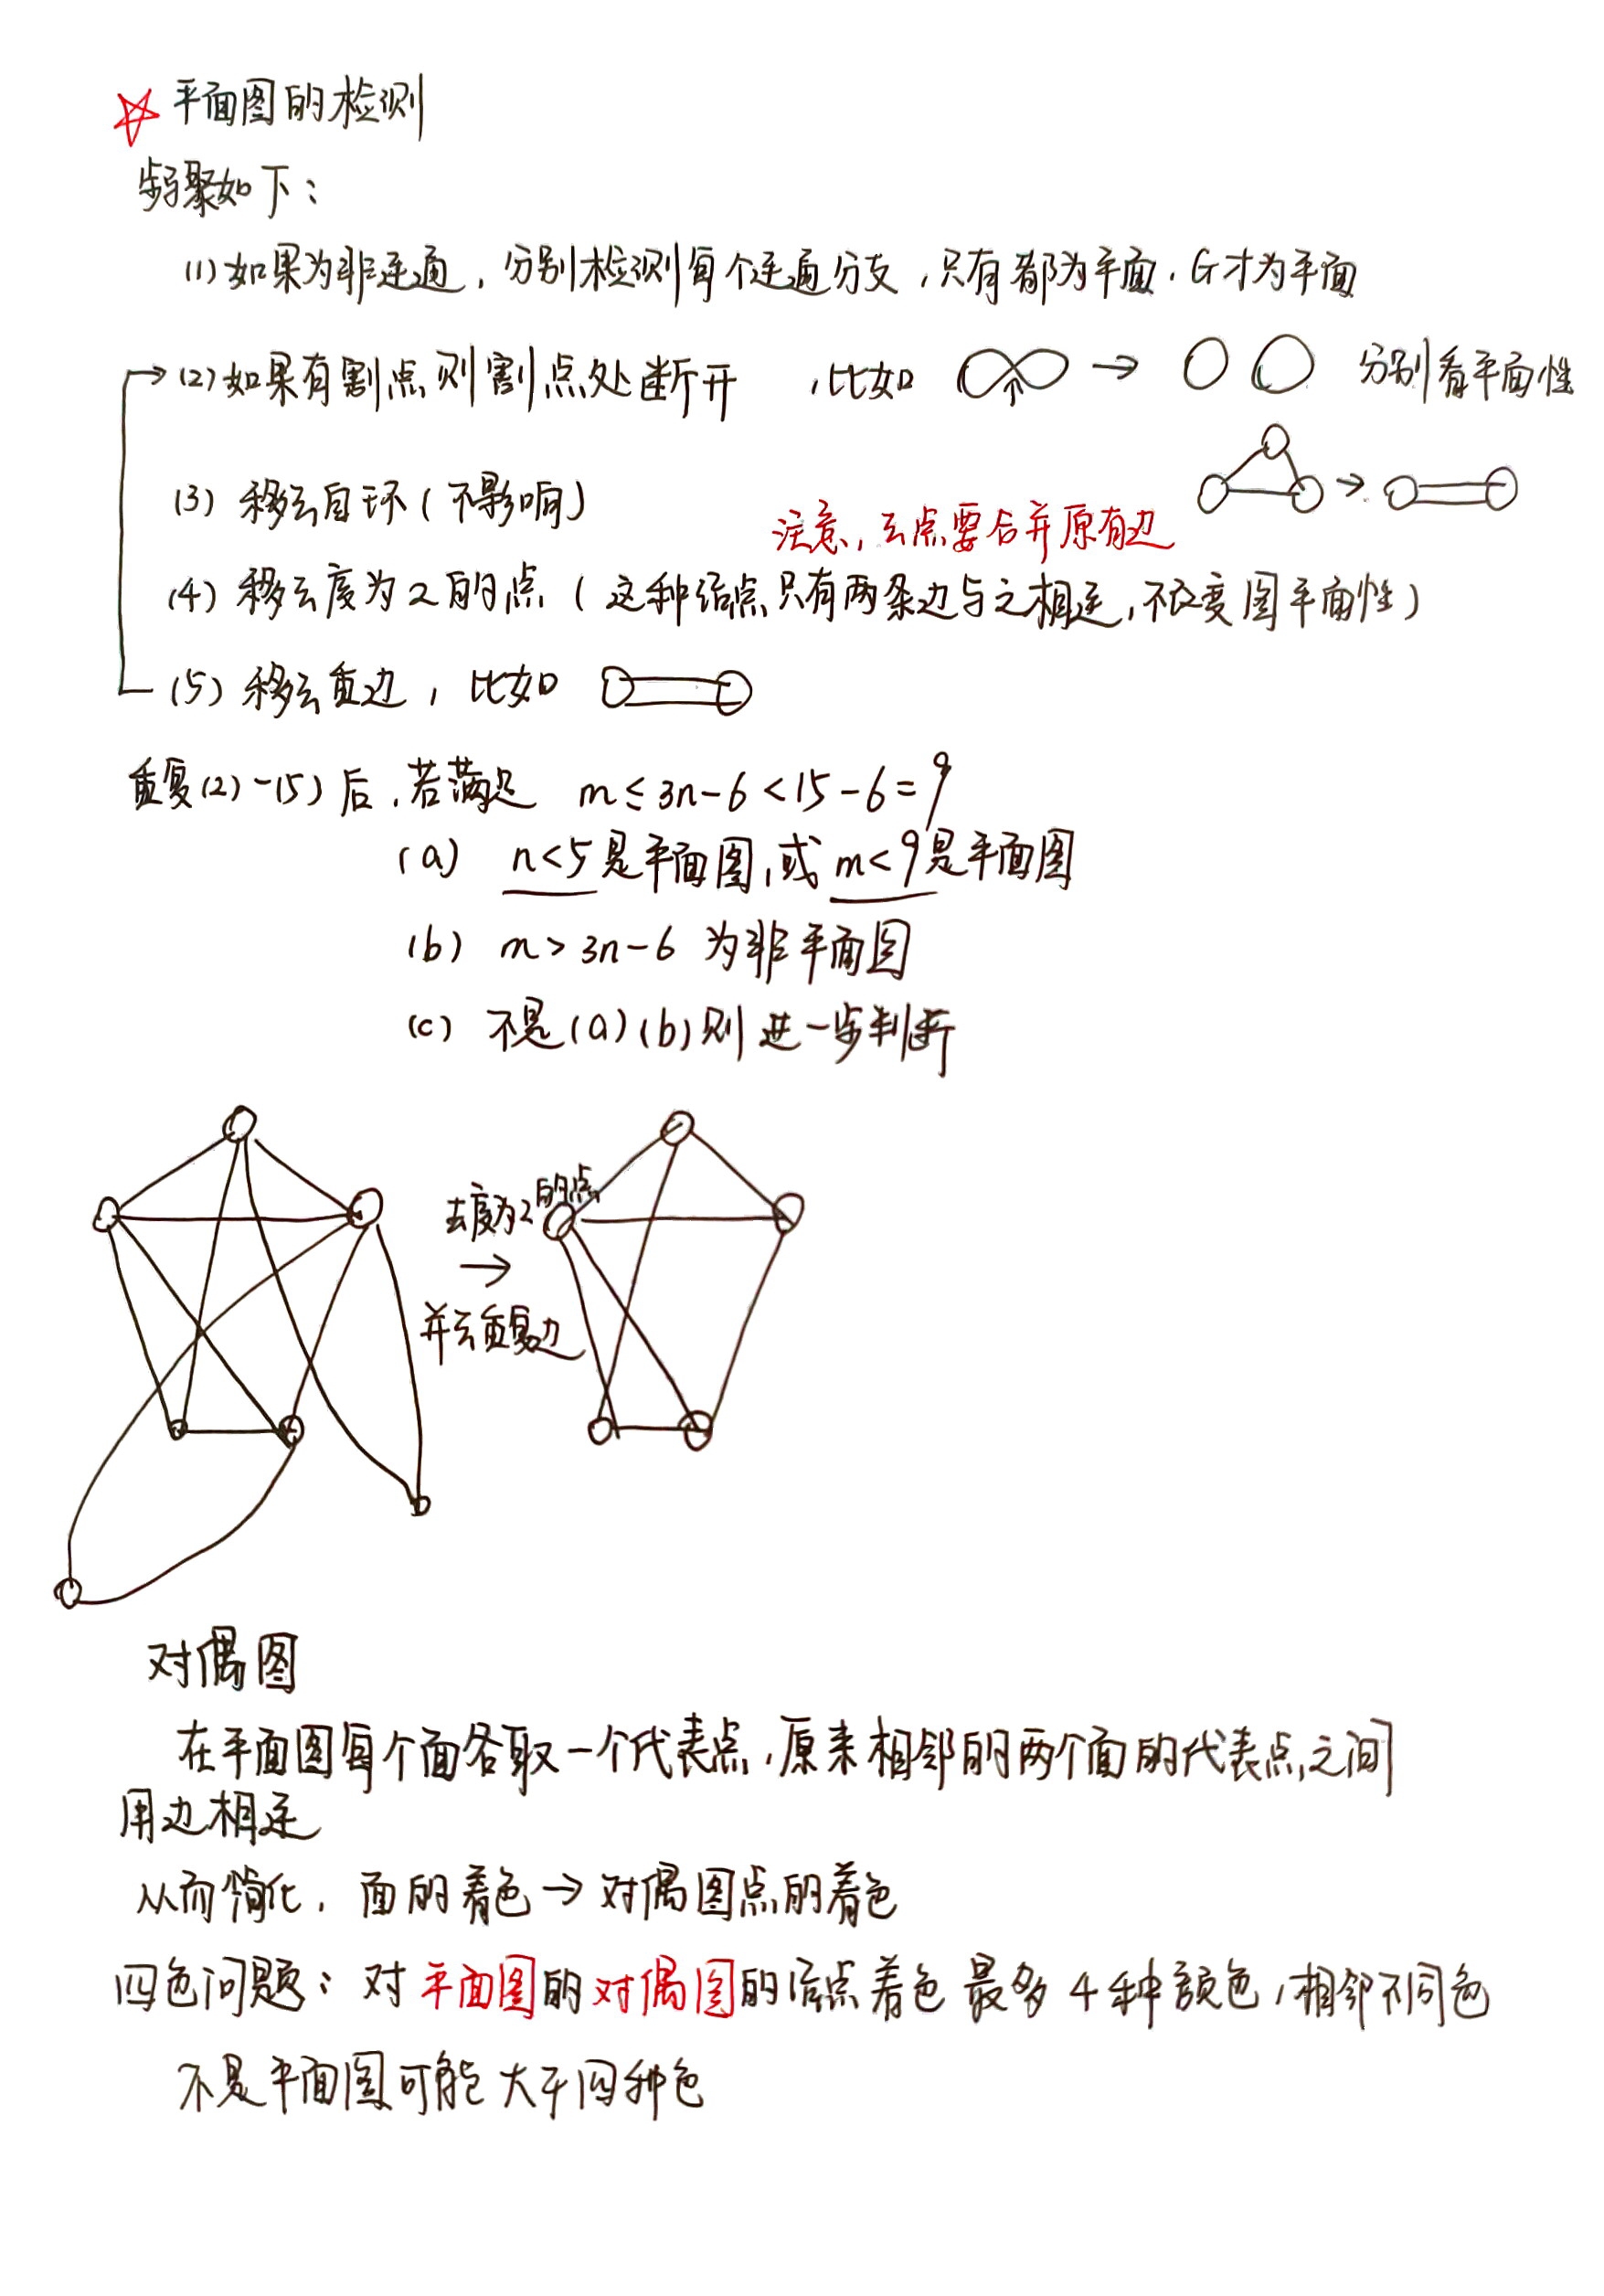 平面图的检测
步骤如下：
(1) 如果为非连通，分别检测每个连通分支，只有都为平面，G才为平面
(2) 如果有割点则割点处断开，比如 → 分别看平面性
(3) 移去自环（不影响） →
注意，去点要合并原有边
(4) 移去度为2的点（这种结点只有两条边与之相连，不改变图平面性）
(5) 移去重边，比如
重复(2)-(5)后，若满足 m≤3n-6<15-6=9
(a) n<5是平面图，或m<9是平面图
(b) m>3n-6 为非平面图
(c) 不是(a)(b)则进一步判断
去度为2的点
→
并去重复边
对偶图
在平面图每个面各取一个代表点，原来相邻的两个面的代表点之间
用边相连
从而简化，面的着色→对偶图点的着色
四色问题：对平面图的对偶图的结点着色最多4种颜色，相邻不同色
不是平面图可能大于四种色